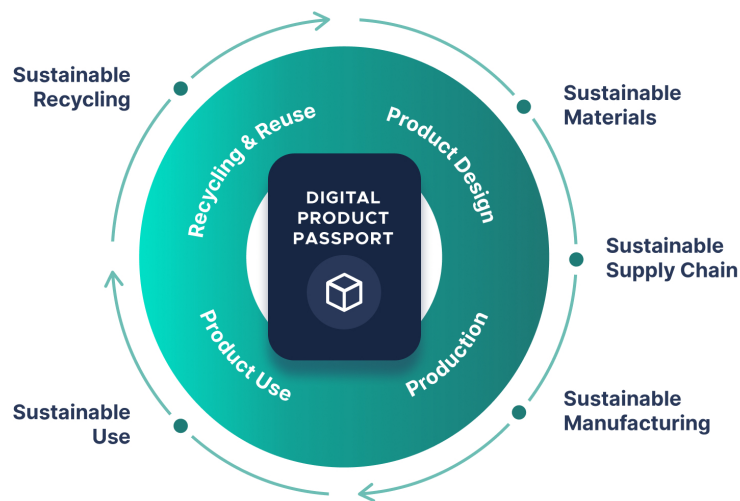 Sustainable
Recycling
Sustainable
Materials
Recycling & Reuse
Product Design
DIGITAL
PRODUCT
PASSPORT
Sustainable
Supply Chain
Product Use
Production
Sustainable
Use
Sustainable
Manufacturing